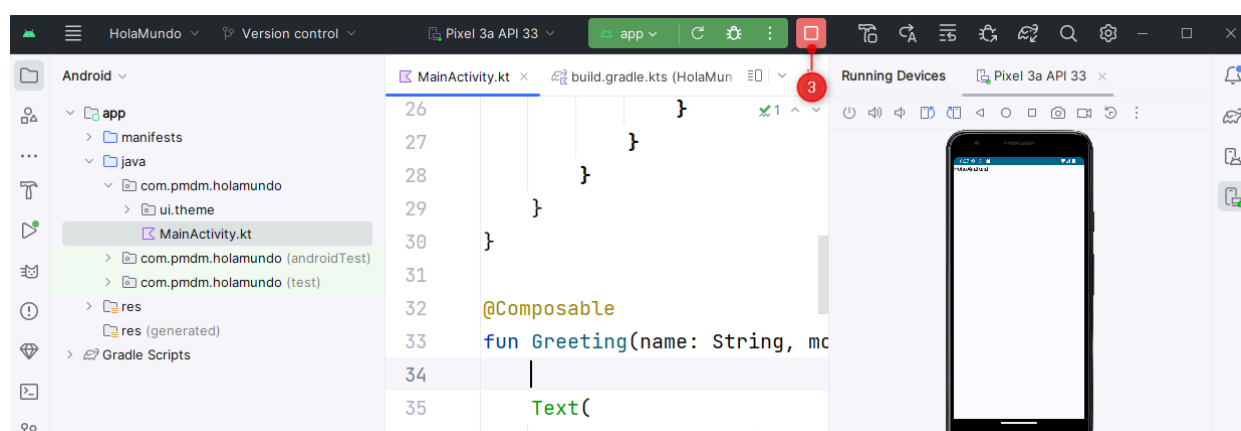 HolaMundo Version control Pixel 3a API 33 app
Android
MainActivity.kt build.gradle.kts (HolaMun
3
Running Devices Pixel 3a API 33
app
manifests
java
com.pmdm.holamundo
ui.theme
MainActivity.kt
com.pmdm.holamundo (androidTest)
com.pmdm.holamundo (test)
res
res (generated)
Gradle Scripts
26 } 1
27 }
28 }
29 }
30 }
31
32 @Composable
33 fun Greeting(name: String, mo
34
35 Text(